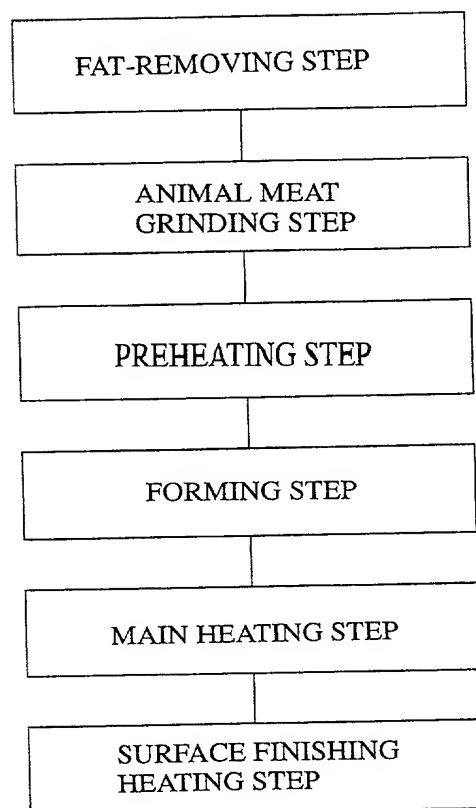 FAT-REMOVING STEP
ANIMAL MEAT
GRINDING STEP
PREHEATING STEP
FORMING STEP
MAIN HEATING STEP
SURFACE FINISHING
HEATING STEP